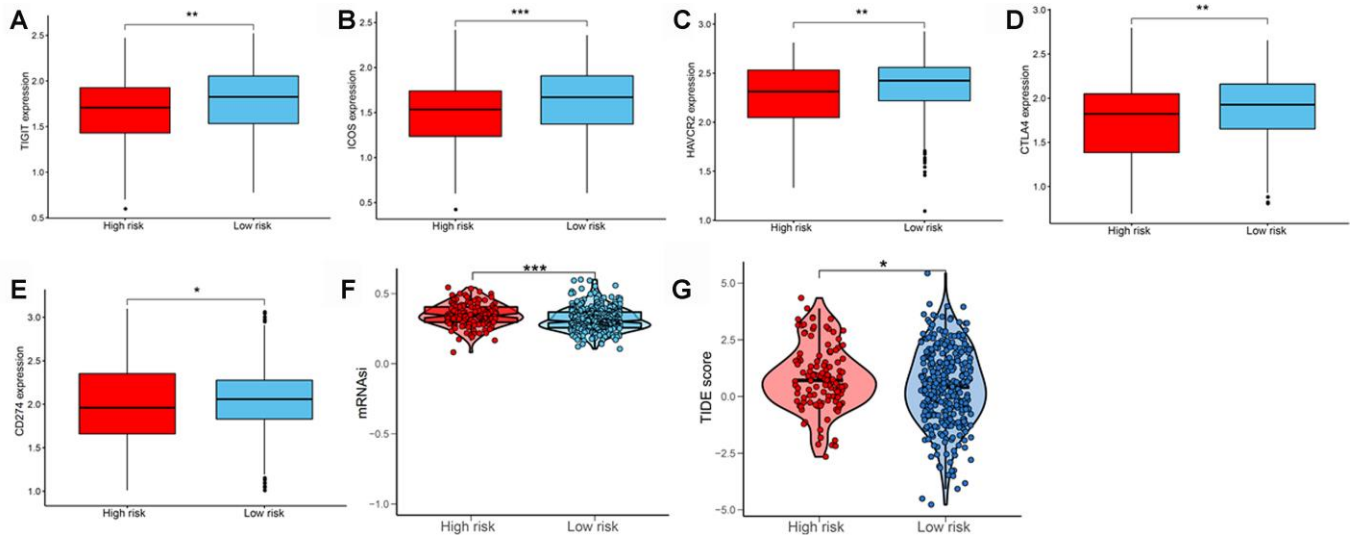 A
**
TIGIT expression
2.5
2.0
1.5
1.0
0.5
High risk
Low risk
B
***
ICOS expression
2.5
2.0
1.5
1.0
0.5
High risk
Low risk
C
**
HAVCR2 expression
3.0
2.5
2.0
1.5
1.0
High risk
Low risk
D
**
CTLA4 expression
2.5
2.0
1.5
1.0
High risk
Low risk
E
*
CD274 expression
3.0
2.5
2.0
1.5
1.0
High risk
Low risk
F
***
mRNAsi
0.5
0.0
−0.5
−1.0
High risk
Low risk
G
*
TIDE score
5.0
2.5
0.0
−2.5
−5.0
High risk
Low risk